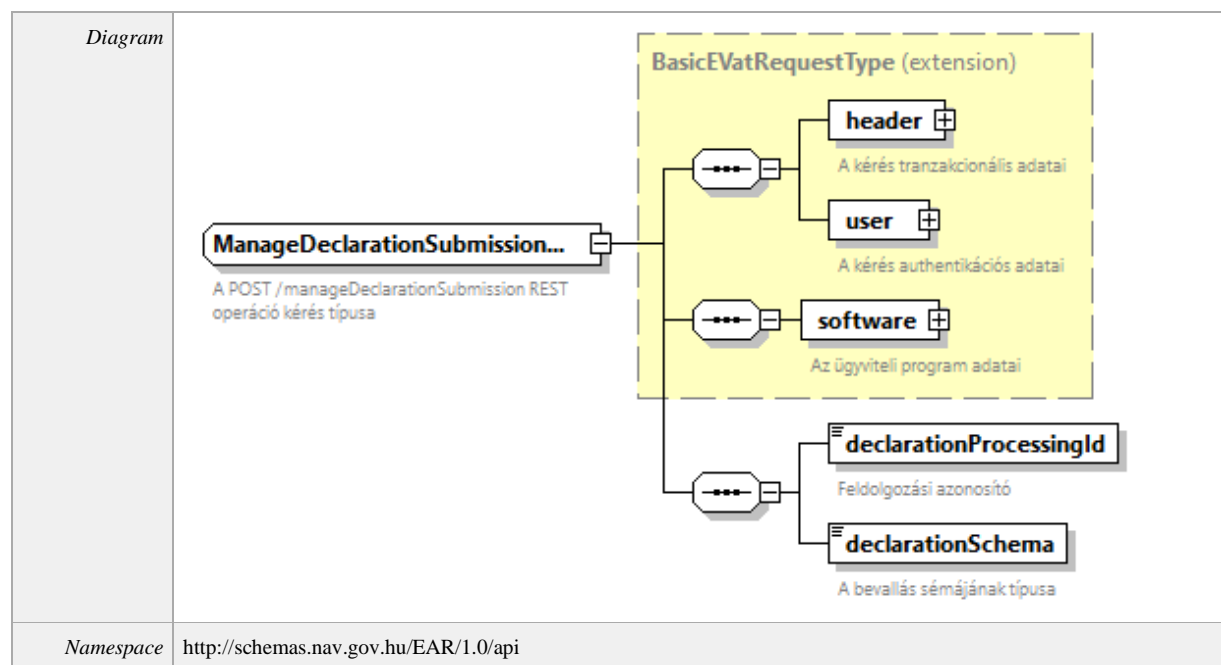 Diagram
BasicEVatRequestType (extension)
header
A kérés tranzakcionális adatai
user
A kérés authentikációs adatai
ManageDeclarationSubmission...
A POST /manageDeclarationSubmission REST
operáció kérés típusa
software
Az ügyviteli program adatai
declarationProcessingId
Feldolgozási azonosító
declarationSchema
A bevallás sémájának típusa
Namespace http://schemas.nav.gov.hu/EAR/1.0/api